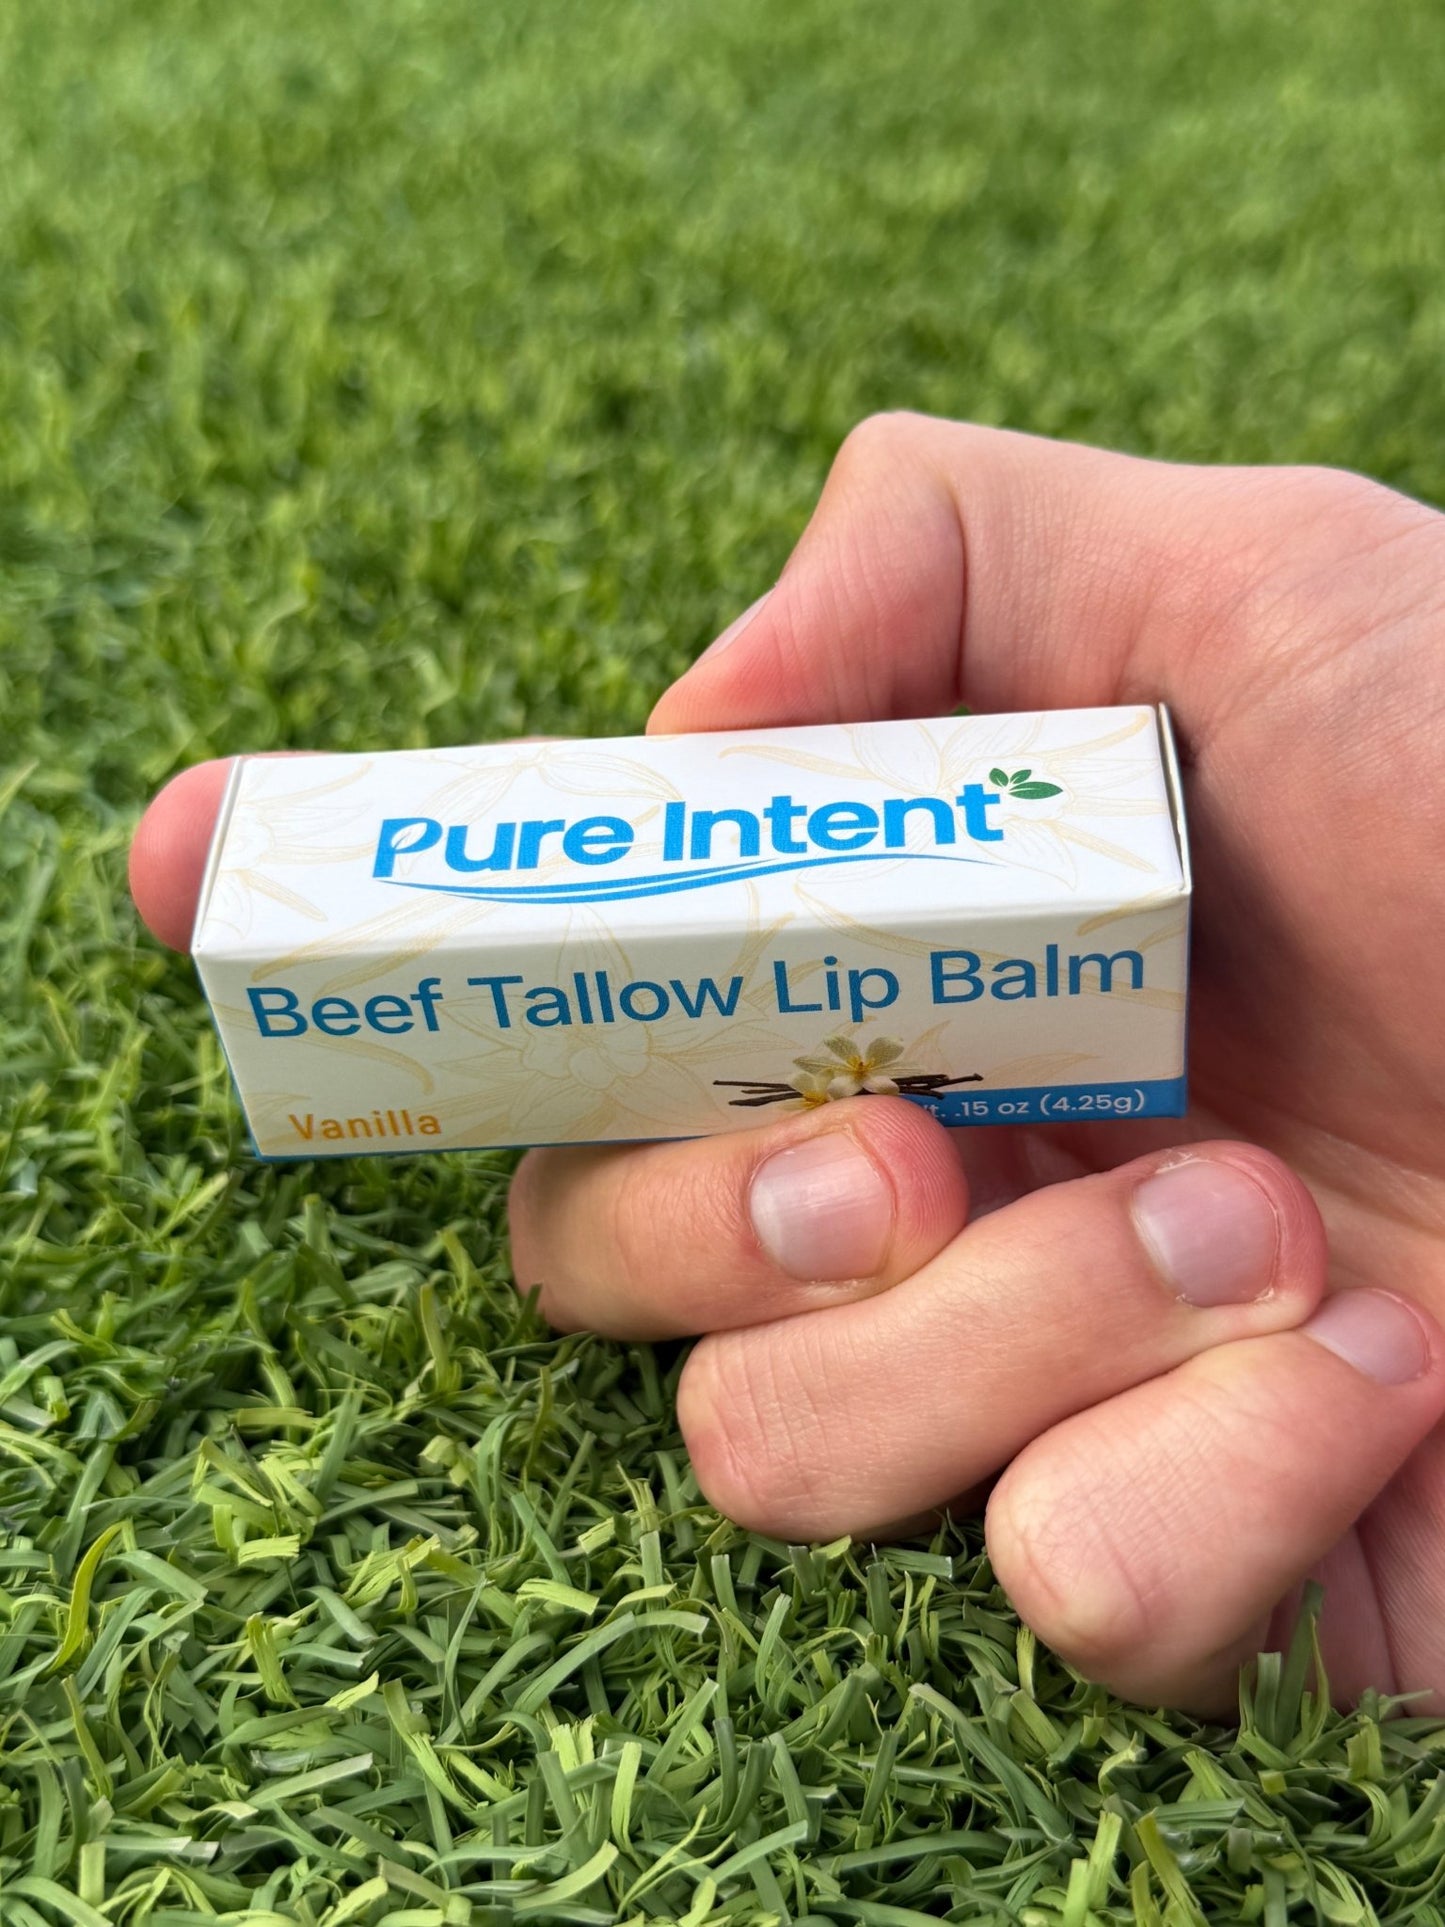 Pure Intent
Beef Tallow Lip Balm
Vanilla
.15 oz (4.25g)